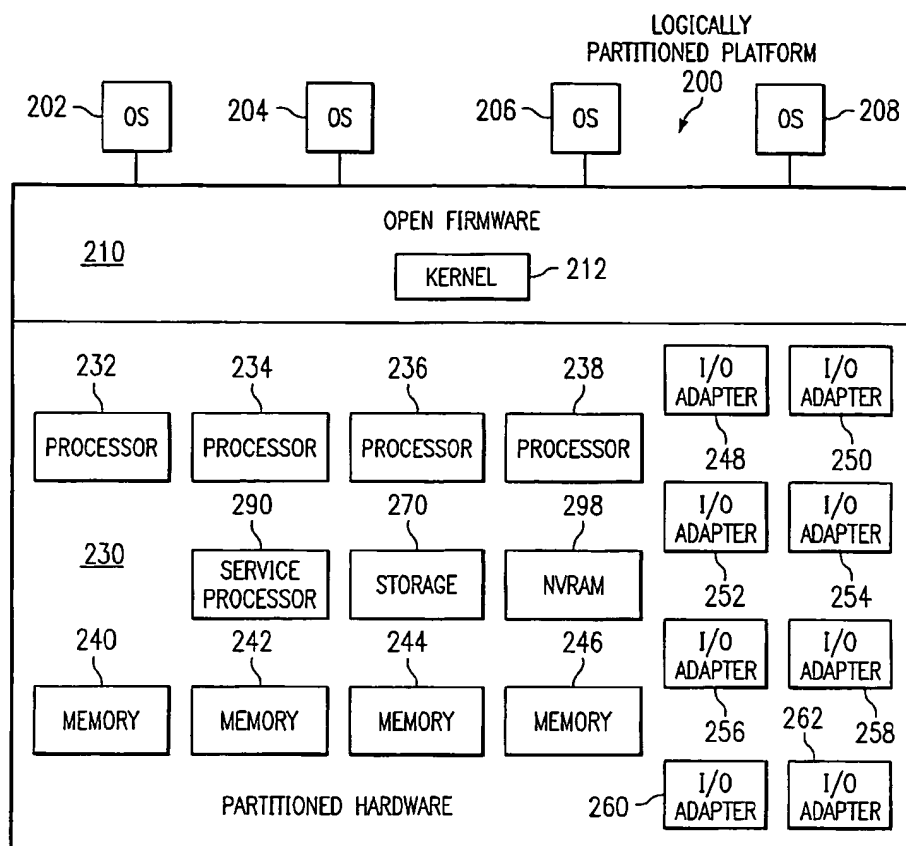 LOGICALLY
PARTITIONED PLATFORM
200
202
OS
204
OS
206
OS
OS
208
OPEN FIRMWARE
210
KERNEL
212
232
234
236
238
PROCESSOR
PROCESSOR
PROCESSOR
PROCESSOR
I/O
ADAPTER
I/O
ADAPTER
248
250
290
270
298
230
SERVICE
PROCESSOR
STORAGE
NVRAM
I/O
ADAPTER
I/O
ADAPTER
252
254
240
242
244
246
MEMORY
MEMORY
MEMORY
MEMORY
I/O
ADAPTER
I/O
ADAPTER
256
262
258
PARTITIONED HARDWARE
260
I/O
ADAPTER
I/O
ADAPTER